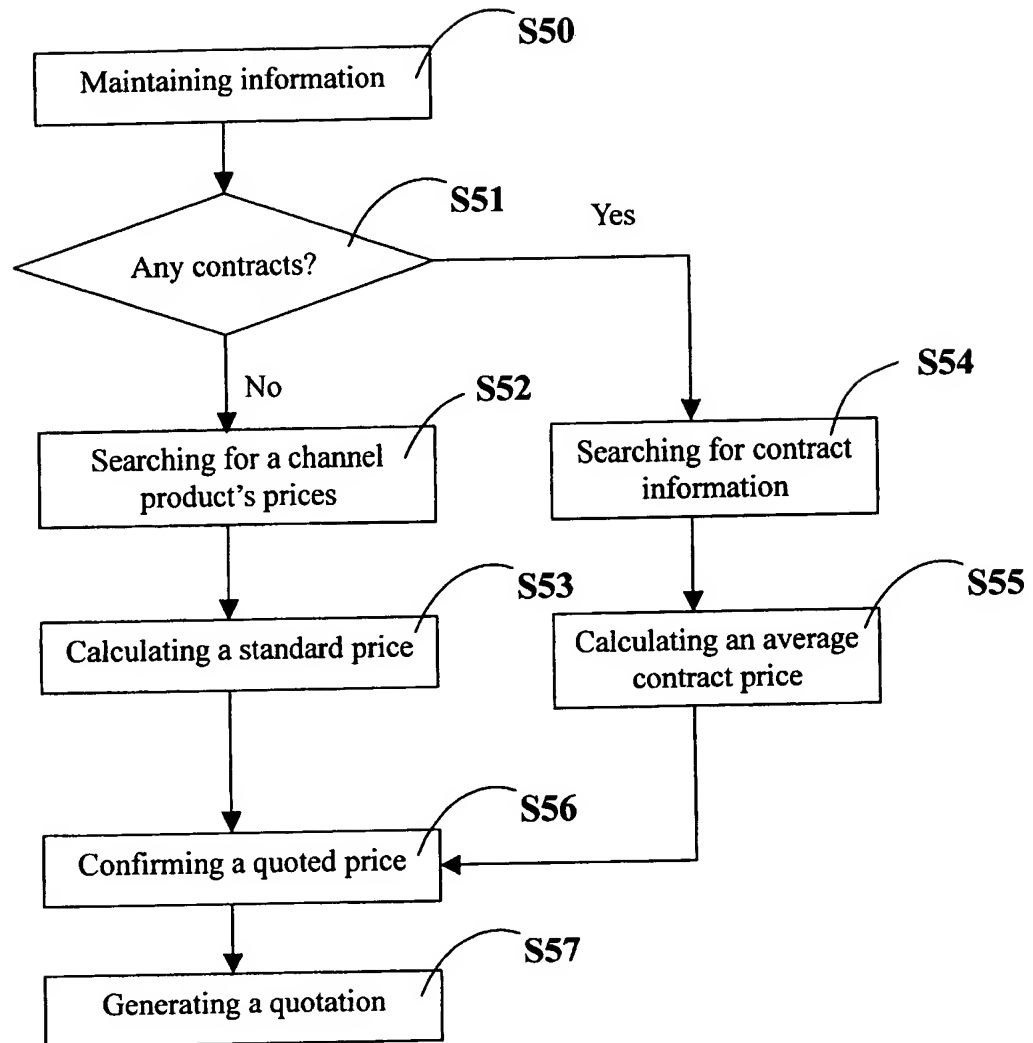 S50
Maintaining information
S51
Yes
Any contracts?
No
S52
S54
Searching for a channel
product's prices
Searching for contract
information
S53
S55
Calculating a standard price
Calculating an average
contract price
S56
Confirming a quoted price
S57
Generating a quotation